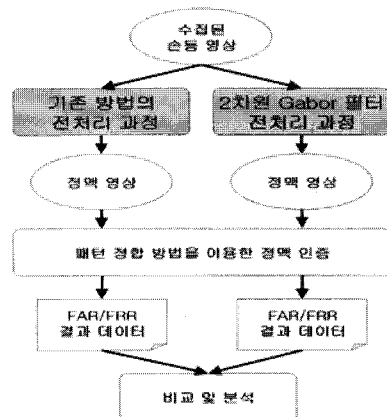 수집된
손등 영상
기존 방법의
전처리 과정
2차원 Gabor 필터
전처리 과정
정맥 영상
정맥 영상
패턴 정합 방법을 이용한 정맥 인증
FAR/FRR
결과 데이터
FAR/FRR
결과 데이터
비교 및 분석